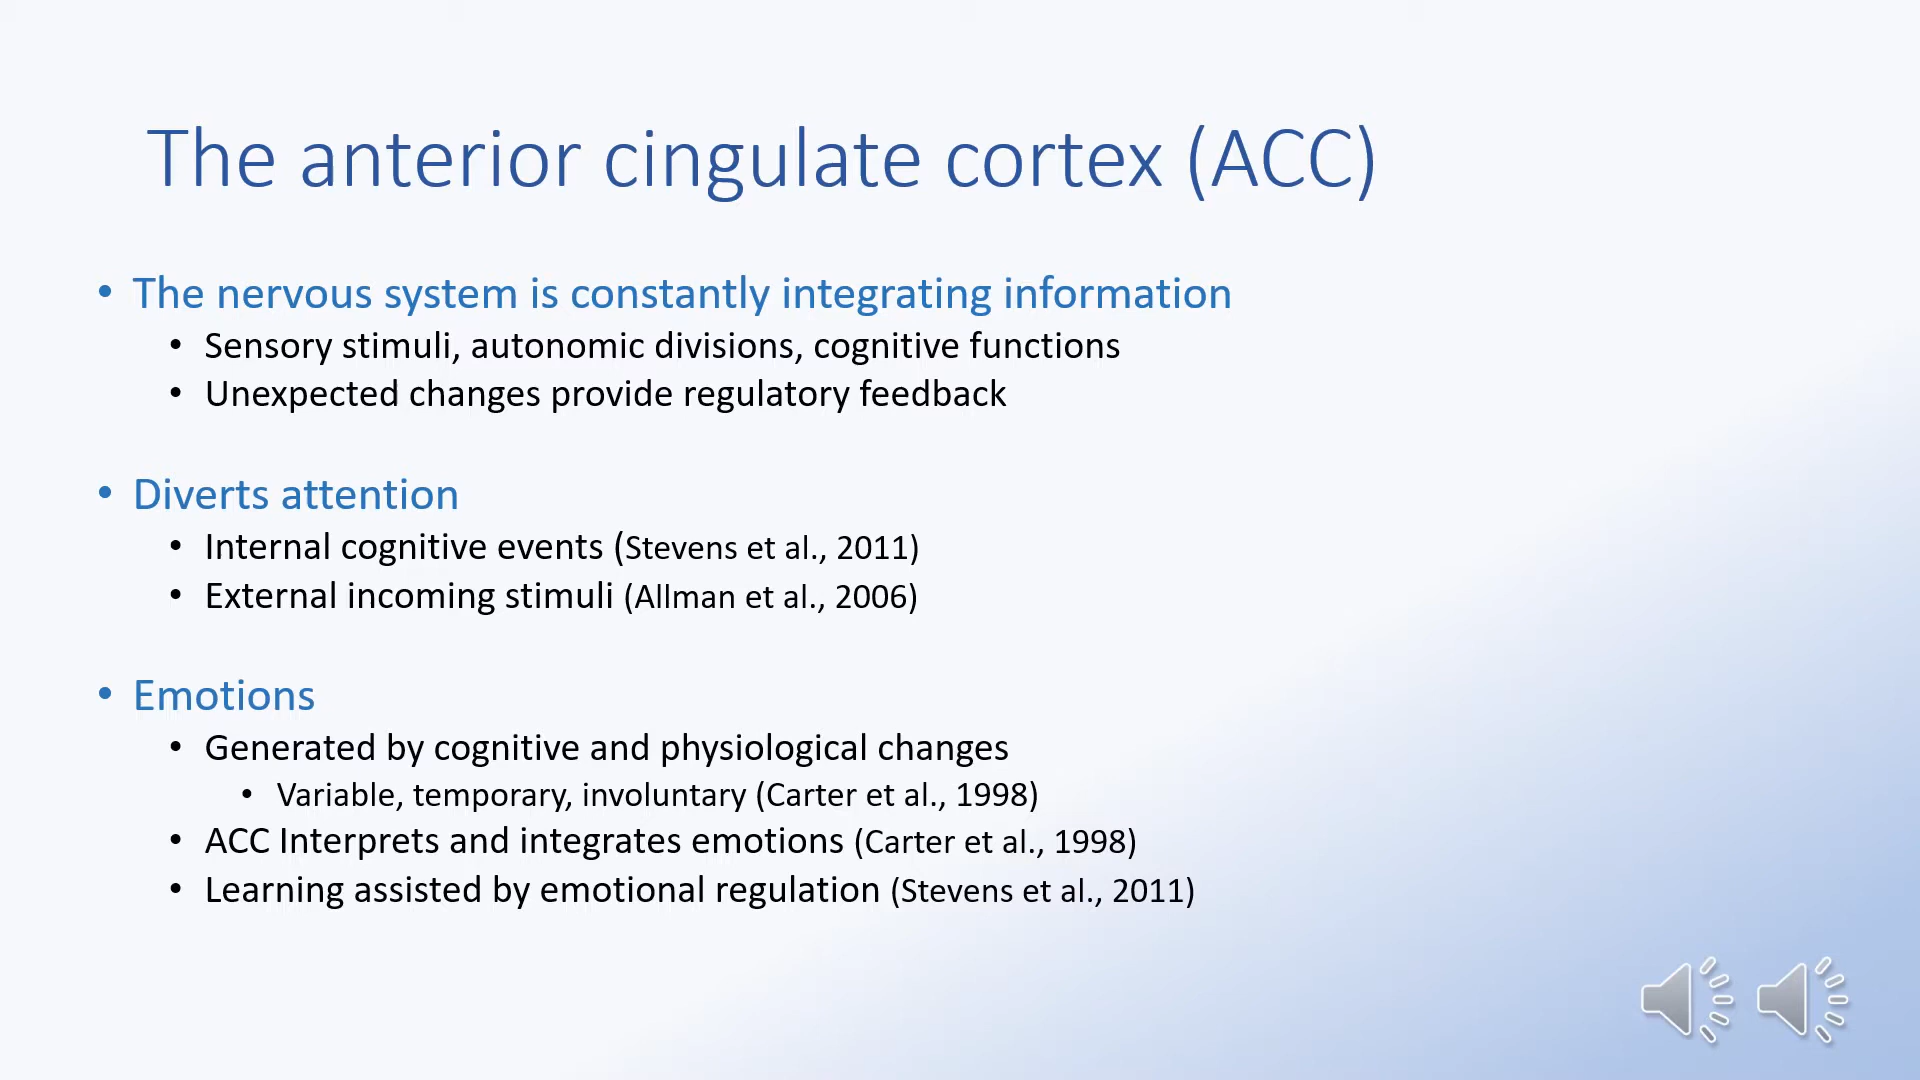 The anterior cingulate cortex (ACC)
• The nervous system is constantly integrating information
• Sensory stimuli, autonomic divisions, cognitive functions
• Unexpected changes provide regulatory feedback
• Diverts attention
• Internal cognitive events (Stevens et al., 2011)
• External incoming stimuli (Allman et al., 2006)
• Emotions
• Generated by cognitive and physiological changes
• Variable, temporary, involuntary (Carter et al., 1998)
• ACC Interprets and integrates emotions (Carter et al., 1998)
• Learning assisted by emotional regulation (Stevens et al., 2011)